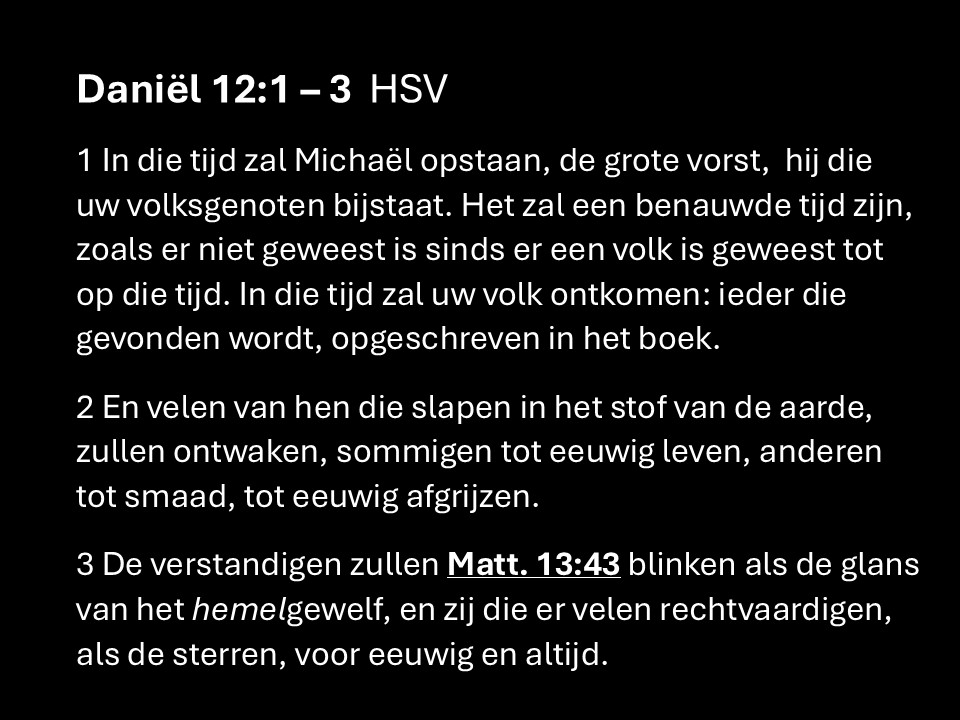 Daniël 12:1 – 3 HSV
1 In die tijd zal Michaël opstaan, de grote vorst,  hij die
uw volksgenoten bijstaat. Het zal een benauwde tijd zijn,
zoals er niet geweest is sinds er een volk is geweest tot
op die tijd. In die tijd zal uw volk ontkomen: ieder die
gevonden wordt, opgeschreven in het boek.
2 En velen van hen die slapen in het stof van de aarde,
zullen ontwaken, sommigen tot eeuwig leven, anderen
tot smaad, tot eeuwig afgrijzen.
3 De verstandigen zullen Matt. 13:43 blinken als de glans
van het hemelgewelf, en zij die er velen rechtvaardigen,
als de sterren, voor eeuwig en altijd.